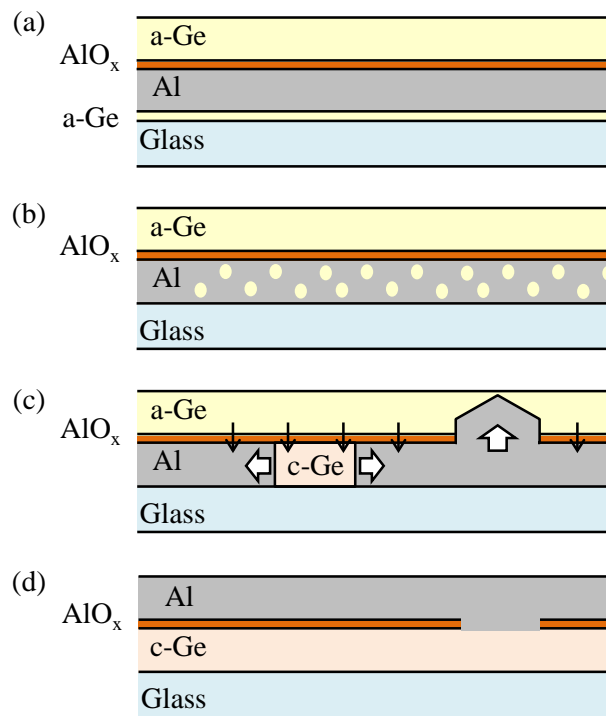 (a)
a-Ge
AlOₓ
Al
a-Ge
Glass
(b)
a-Ge
AlOₓ
Al
Glass
(c)
a-Ge
AlOₓ
Al
c-Ge
Glass
(d)
Al
AlOₓ
c-Ge
Glass